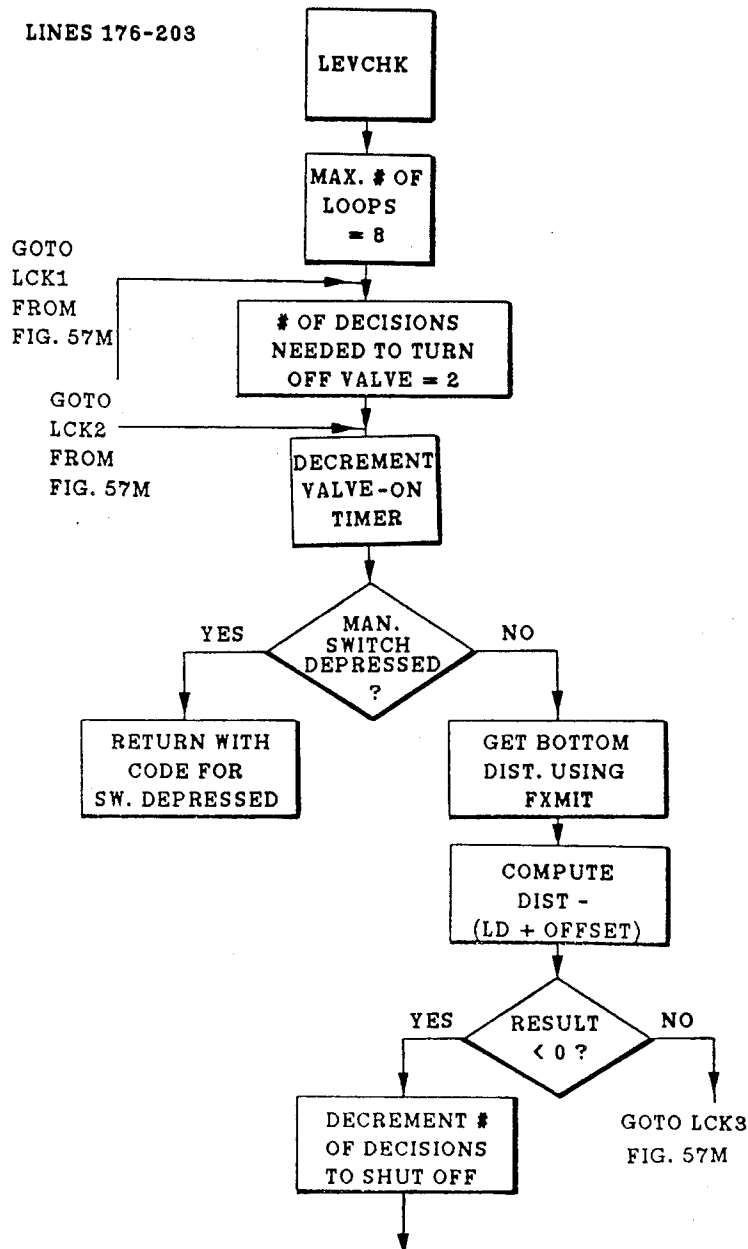 LINES 176-203
LEVCHK
MAX. # OF
LOOPS
= 8
GOTO
LCK1
FROM
FIG. 57M
# OF DECISIONS
NEEDED TO TURN
OFF VALVE = 2
GOTO
LCK2
FROM
FIG. 57M
DECREMENT
VALVE-ON
TIMER
MAN.
SWITCH
DEPRESSED
?
YES
NO
RETURN WITH
CODE FOR
SW. DEPRESSED
GET BOTTOM
DIST. USING
FXMIT
COMPUTE
DIST -
(LD + OFFSET)
RESULT
< 0 ?
YES
NO
DECREMENT #
OF DECISIONS
TO SHUT OFF
GOTO LCK3
FIG. 57M